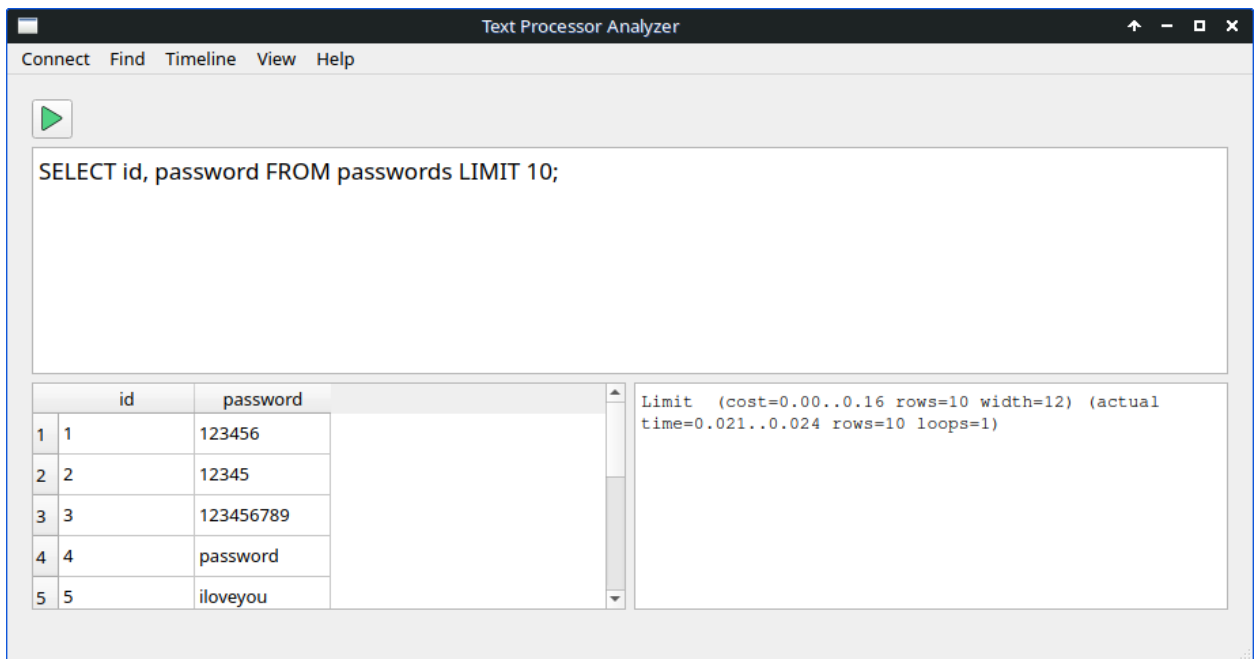 Text Processor Analyzer
Connect Find Timeline View Help
SELECT id, password FROM passwords LIMIT 10;
id password
1 1 123456
2 2 12345
3 3 123456789
4 4 password
5 5 iloveyou
Limit  (cost=0.00..0.16 rows=10 width=12) (actual
time=0.021..0.024 rows=10 loops=1)